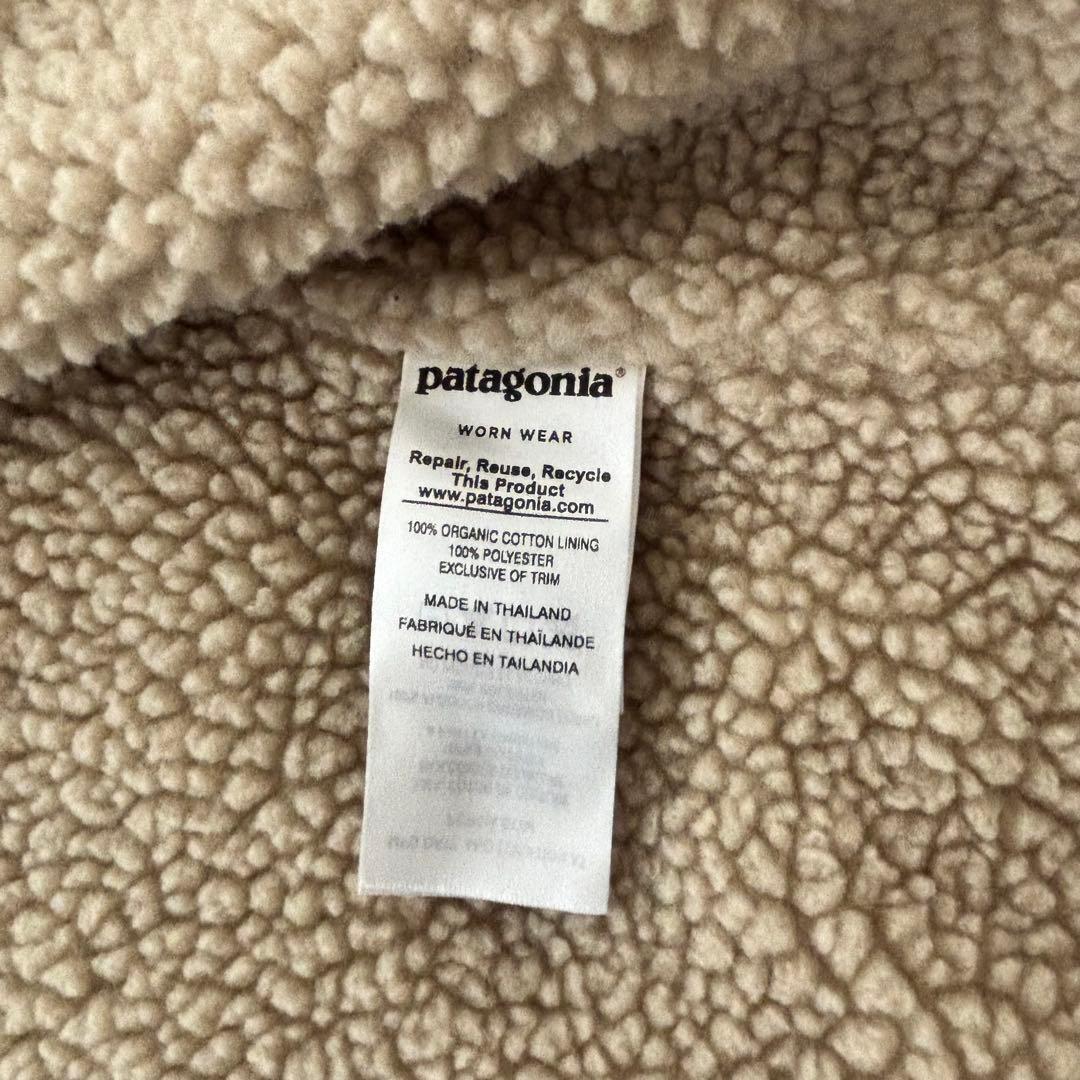 patagonia®
WORN WEAR
Repair, Reuse, Recycle
This Product
www.patagonia.com
100% ORGANIC COTTON LINING
100% POLYESTER
EXCLUSIVE OF TRIM
MADE IN THAILAND
FABRIQUÉ EN THAÏLANDE
HECHO EN TAILANDIA